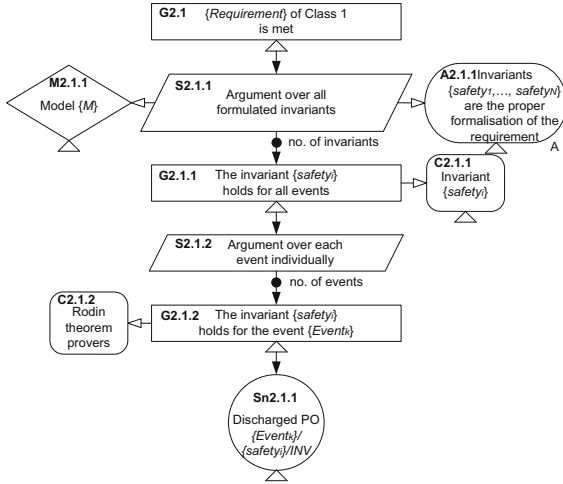 G2.1 {Requirement} of Class 1
is met
M2.1.1
Model {M}
S2.1.1
Argument over all
formulated invariants
A2.1.1Invariants
{safety1,…, safetyN}
are the proper
formalisation of the
requirement
A
no. of invariants
G2.1.1 The invariant {safetyi}
holds for all events
C2.1.1
Invariant
{safetyi}
S2.1.2 Argument over each
event individually
no. of events
C2.1.2
Rodin
theorem
provers
G2.1.2 The invariant {safetyi}
holds for the event {Eventk}
Sn2.1.1
Discharged PO
{Eventk}/
{safetyi}/INV